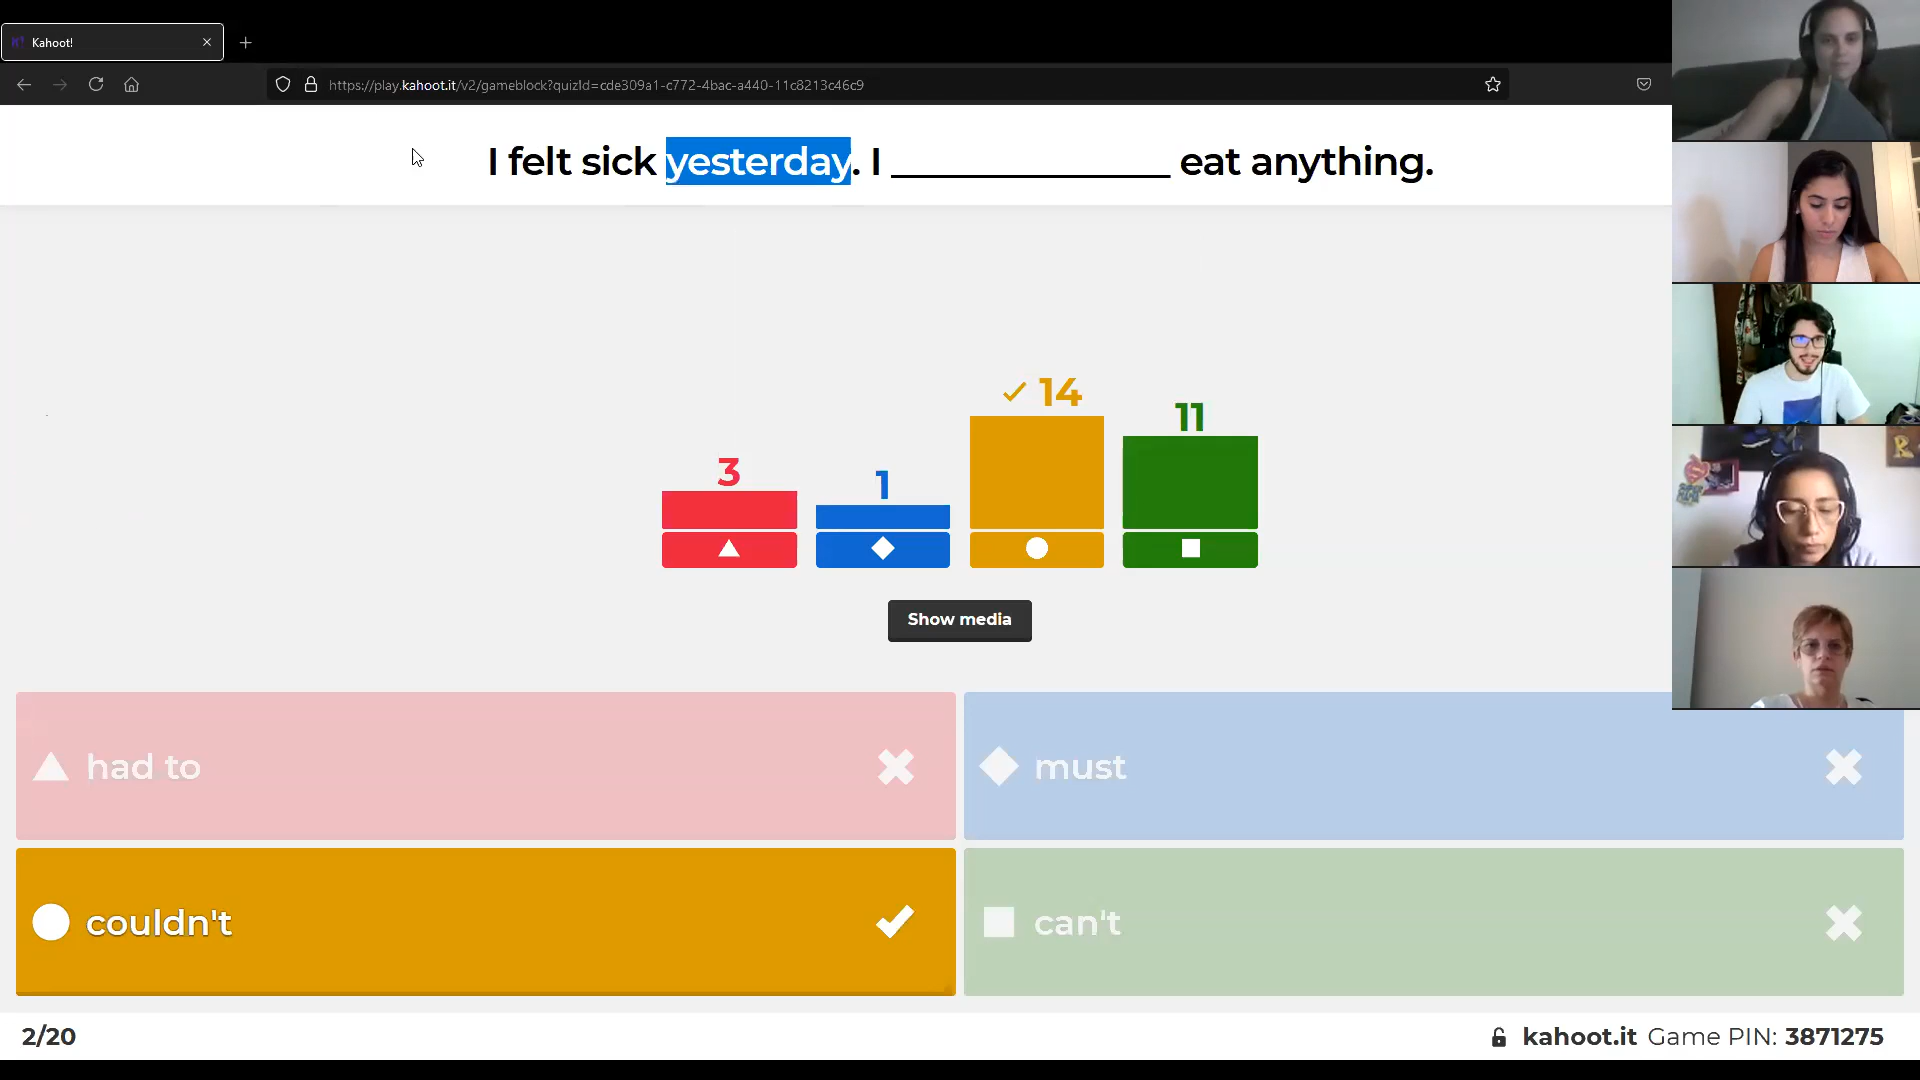 Kahoot!
https://play.kahoot.it/v2/gameblock?quizId=cde309a1-c772-4bac-a440-11c8213c46c9
I felt sick yesterday. I ______________ eat anything.
3
1
14
11
Show media
had to
must
couldn't
can't
2/20
kahoot.it Game PIN: 3871275